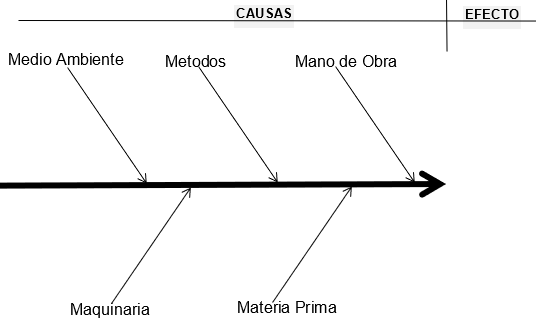 CAUSAS
EFECTO
Medio Ambiente
Metodos
Mano de Obra
Maquinaria
Materia Prima